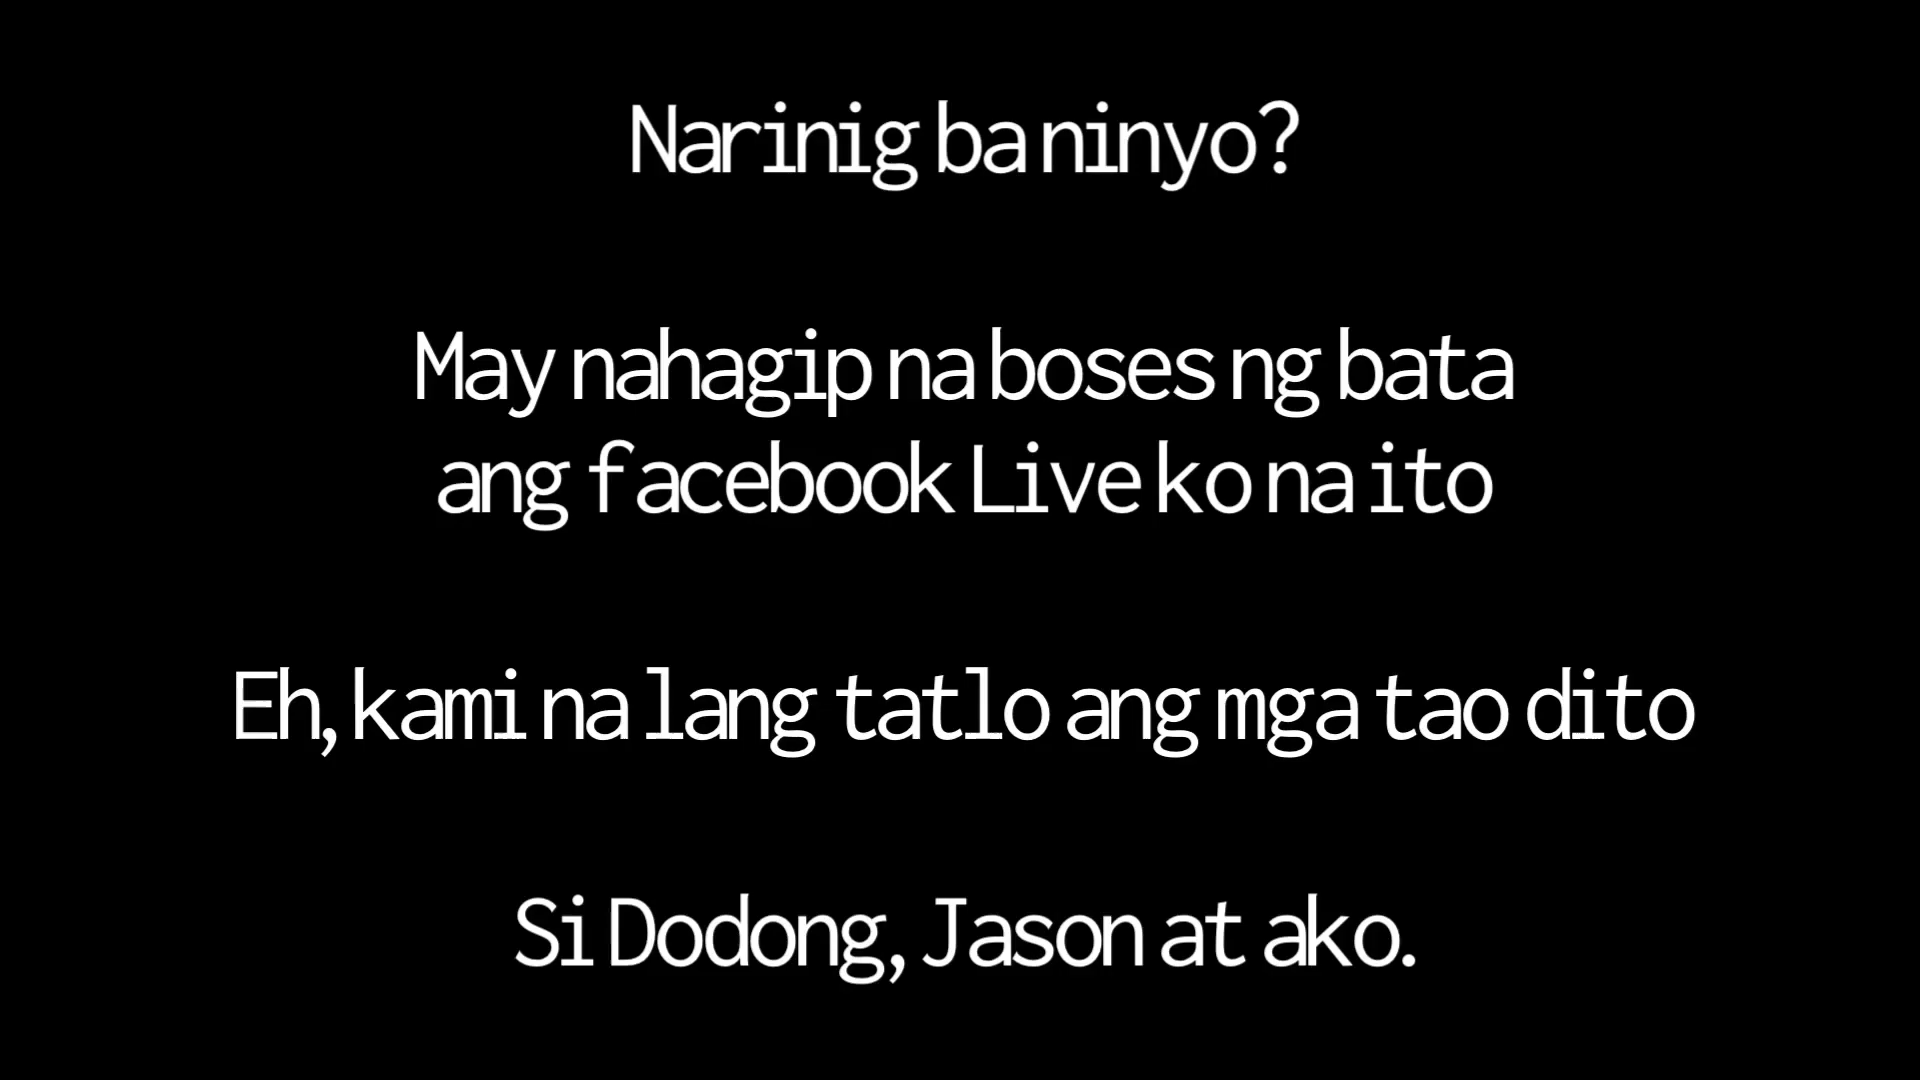 Narinig ba ninyo?
May nahagip na boses ng bata
ang facebook Live ko na ito
Eh, kami na lang tatlo ang mga tao dito
Si Dodong, Jason at ako.